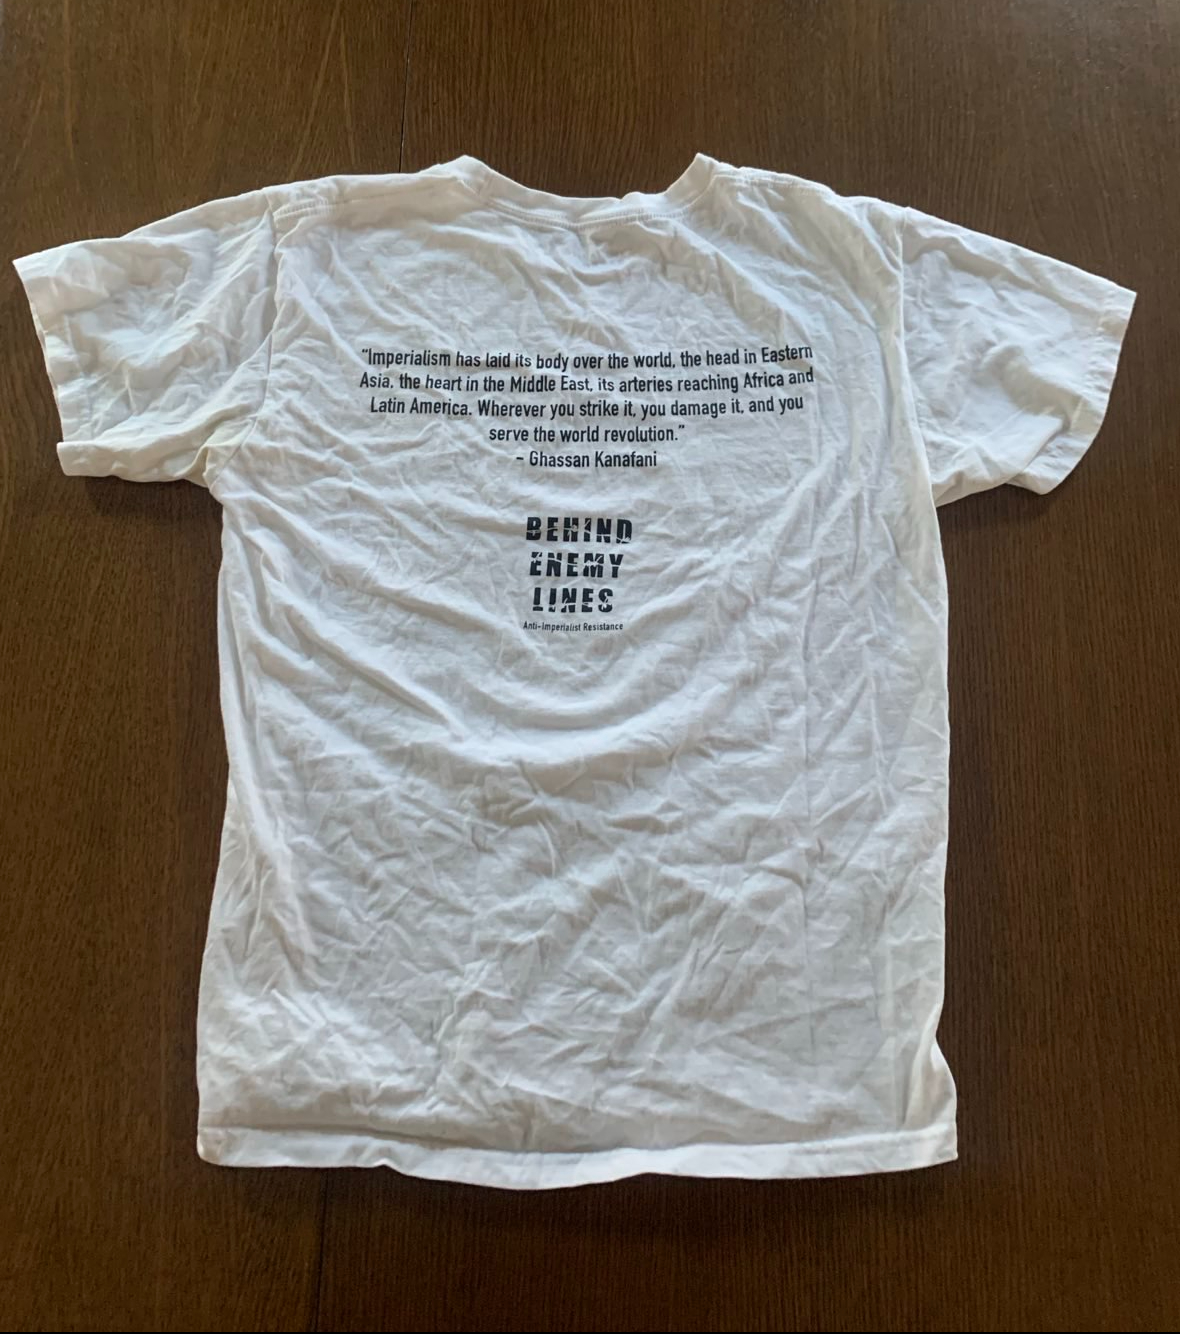 "Imperialism has laid its body over the world, the head in Eastern
Asia, the heart in the Middle East, its arteries reaching Africa and
Latin America. Wherever you strike it, you damage it, and you
serve the world revolution."
- Ghassan Kanafani
BEHIND
ENEMY
LINES
Anti-Imperialist Resistance